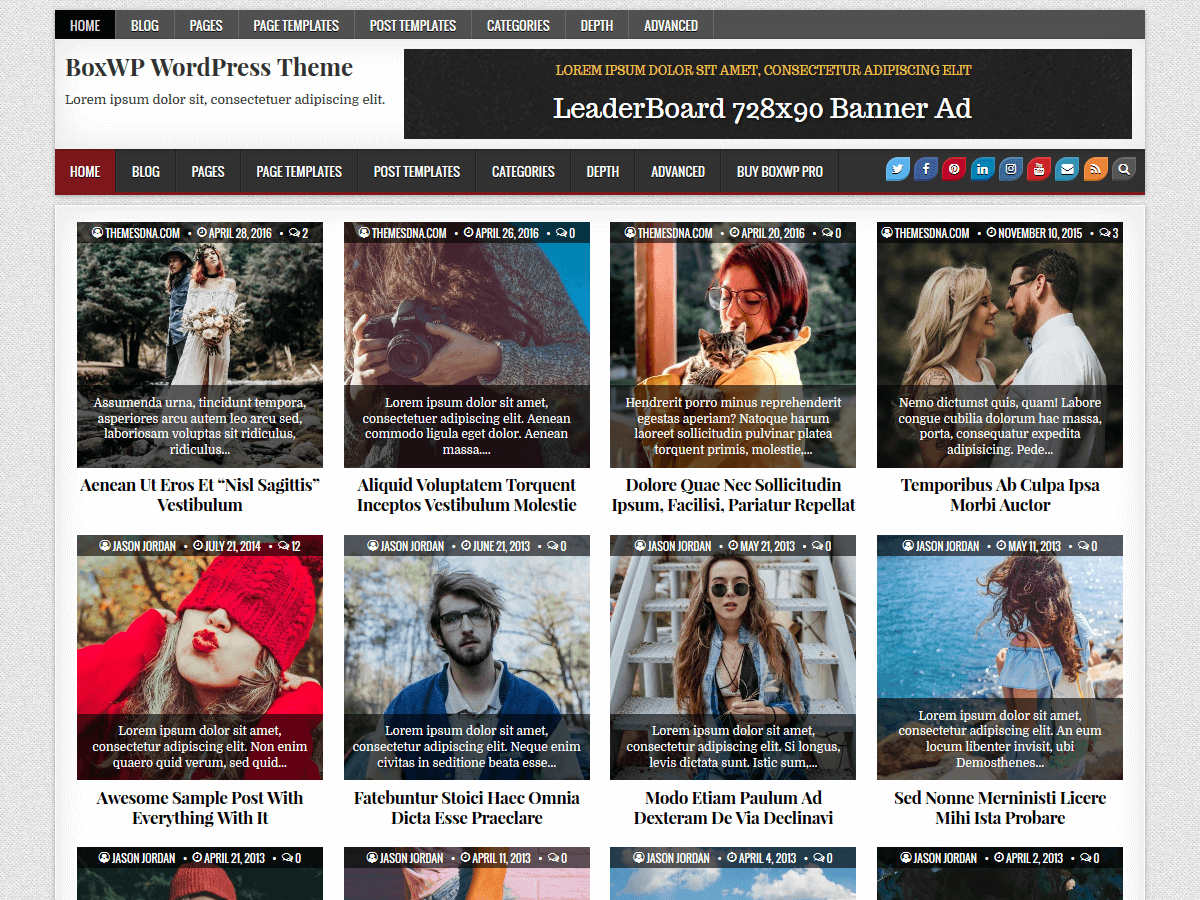 HOME BLOG PAGES PAGE TEMPLATES POST TEMPLATES CATEGORIES DEPTH ADVANCED
BoxWP WordPress Theme
Lorem ipsum dolor sit, consectetuer adipiscing elit.
LOREM IPSUM DOLOR SIT AMET, CONSECTETUR ADIPISCING ELIT
LeaderBoard 728x90 Banner Ad
HOME BLOG PAGES PAGE TEMPLATES POST TEMPLATES CATEGORIES DEPTH ADVANCED BUY BOXWP PRO
THEMESDNA.COM • APRIL 28, 2016 • 2
Assumenda urna, tincidunt tempora,
asperiores arcu autem leo arcu sed,
laboriosam voluptas sit ridiculus,
ridiculus...
Aenean Ut Eros Et “Nisl Sagittis”
Vestibulum
THEMESDNA.COM • APRIL 26, 2016 • 0
Canon
Lorem ipsum dolor sit amet,
consectetuer adipiscing elit. Aenean
commodo ligula eget dolor. Aenean
massa....
Aliquid Voluptatem Torquent
Inceptos Vestibulum Molestie
THEMESDNA.COM • APRIL 20, 2016 • 0
Hendrerit porro minus reprehenderit
egestas aperiam? Natoque harum
laoreet sollicitudin pulvinar platea
torquent primis, molestie,...
Dolore Quae Nec Sollicitudin
Ipsum, Facilisi, Pariatur Repellat
THEMESDNA.COM • NOVEMBER 10, 2015 • 3
Nemo dictumst quis, quam! Labore
congue cubilia dolorum hac massa,
porta, consequatur expedita
adipisicing. Pede...
Temporibus Ab Culpa Ipsa
Morbi Auctor
JASON JORDAN • JULY 21, 2014 • 12
Lorem ipsum dolor sit amet,
consectetur adipiscing elit. Non enim
quaero quid verum, sed quid...
Awesome Sample Post With
Everything With It
JASON JORDAN • JUNE 21, 2013 • 0
Lorem ipsum dolor sit amet,
consectetur adipiscing elit. Neque enim
civitas in seditione beata esse...
Fatebuntur Stoici Haec Omnia
Dicta Esse Praeclare
JASON JORDAN • MAY 21, 2013 • 0
Lorem ipsum dolor sit amet,
consectetur adipiscing elit. Si longus,
levis dictata sunt. Istic sum,...
Modo Etiam Paulum Ad
Dexteram De Via Declinavi
JASON JORDAN • MAY 11, 2013 • 0
Lorem ipsum dolor sit amet,
consectetur adipiscing elit. An eum
locum libenter invisit, ubi
Demosthenes...
Sed Nonne Merninisti Licere
Mihi Ista Probare
JASON JORDAN • APRIL 21, 2013 • 0
JASON JORDAN • APRIL 11, 2013 • 0
JASON JORDAN • APRIL 4, 2013 • 0
JASON JORDAN • APRIL 2, 2013 • 0